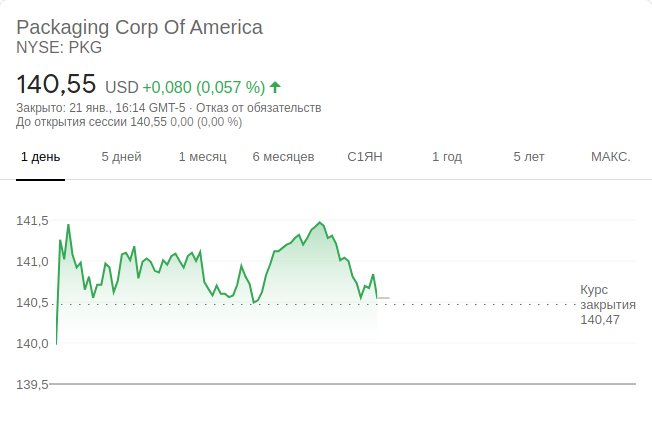 Packaging Corp Of America
NYSE: PKG
140,55 USD +0,080 (0,057 %)
Закрыто: 21 янв., 16:14 GMT-5 · Отказ от обязательств
До открытия сессии 140,55 0,00 (0,00 %)
1 день 5 дней 1 месяц 6 месяцев С1ЯН 1 год 5 лет МАКС.
141,5
141,0
140,5
140,0
139,5
Курс
закрытия
140,47